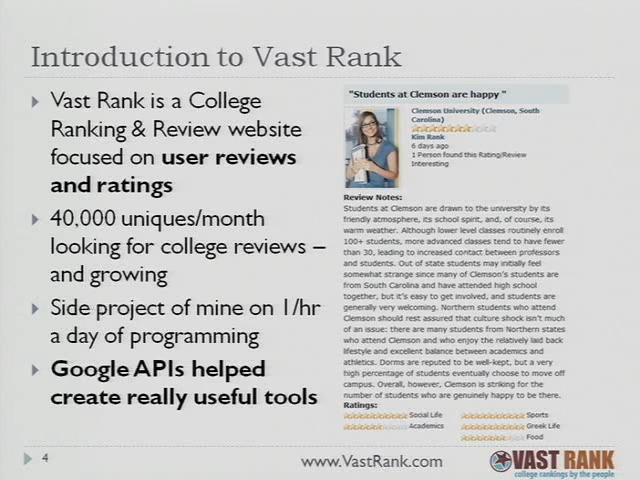 Introduction to Vast Rank
Vast Rank is a College
Ranking & Review website
focused on user reviews
and ratings
40,000 uniques/month
looking for college reviews –
and growing
Side project of mine on 1/hr
a day of programming
Google APIs helped
create really useful tools
"Students at Clemson are happy "
Clemson University (Clemson, South
Carolina)
Kim Rank
6 days ago
1 Person found this Rating/Review
Interesting
Review Notes:
Students at Clemson are drawn to the university by its
friendly atmosphere, its school spirit, and, of course, its
warm weather. Although lower level classes routinely enroll
100+ students, more advanced classes tend to have fewer
than 30, leading to increased contact between professors
and students. Out of state students may initially feel
somewhat strange since many of Clemson's students are
from South Carolina and have attended high school
together, but it's easy to get involved, and students are
generally very welcoming. Northern students who attend
Clemson should rest assured that culture shock isn't much
of an issue: there are many students from Northern states
who attend Clemson and who enjoy the relatively laid back
lifestyle and excellent balance between academics and
athletics. Dorms are reputed to be well-kept, but a very
high percentage of students eventually choose to move off
campus. Overall, however, Clemson is striking for the
number of students who are genuinely happy to be there.
Ratings:
Social Life
Sports
Academics
Greek Life
Food
4
www.VastRank.com
VAST RANK
college rankings by the people